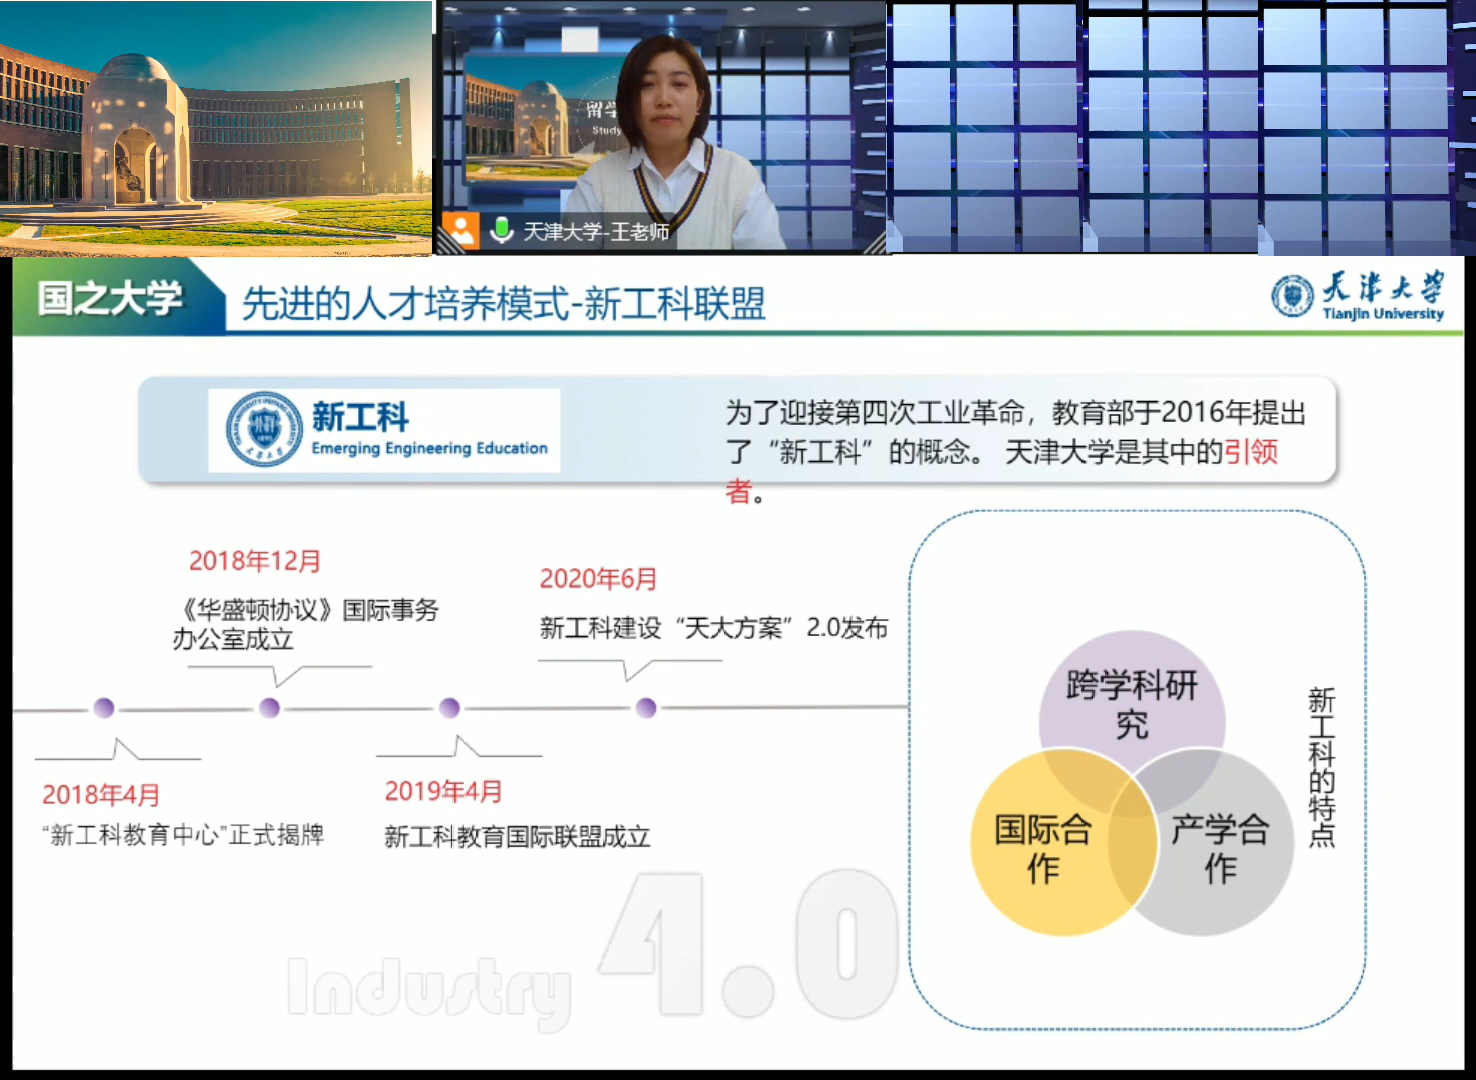 留学
Study
天津大学-王老师
国之大学
先进的人才培养模式-新工科联盟
天津大学
Tianjin University
新工科
Emerging Engineering Education
为了迎接第四次工业革命，教育部于2016年提出
了“新工科”的概念。 天津大学是其中的引领
者。
2018年12月
《华盛顿协议》国际事务
办公室成立
2020年6月
新工科建设“天大方案”2.0发布
2018年4月
“新工科教育中心”正式揭牌
2019年4月
新工科教育国际联盟成立
跨学科研
究
国际合
作
产学合
作
新工科的特点
Industry 4.0